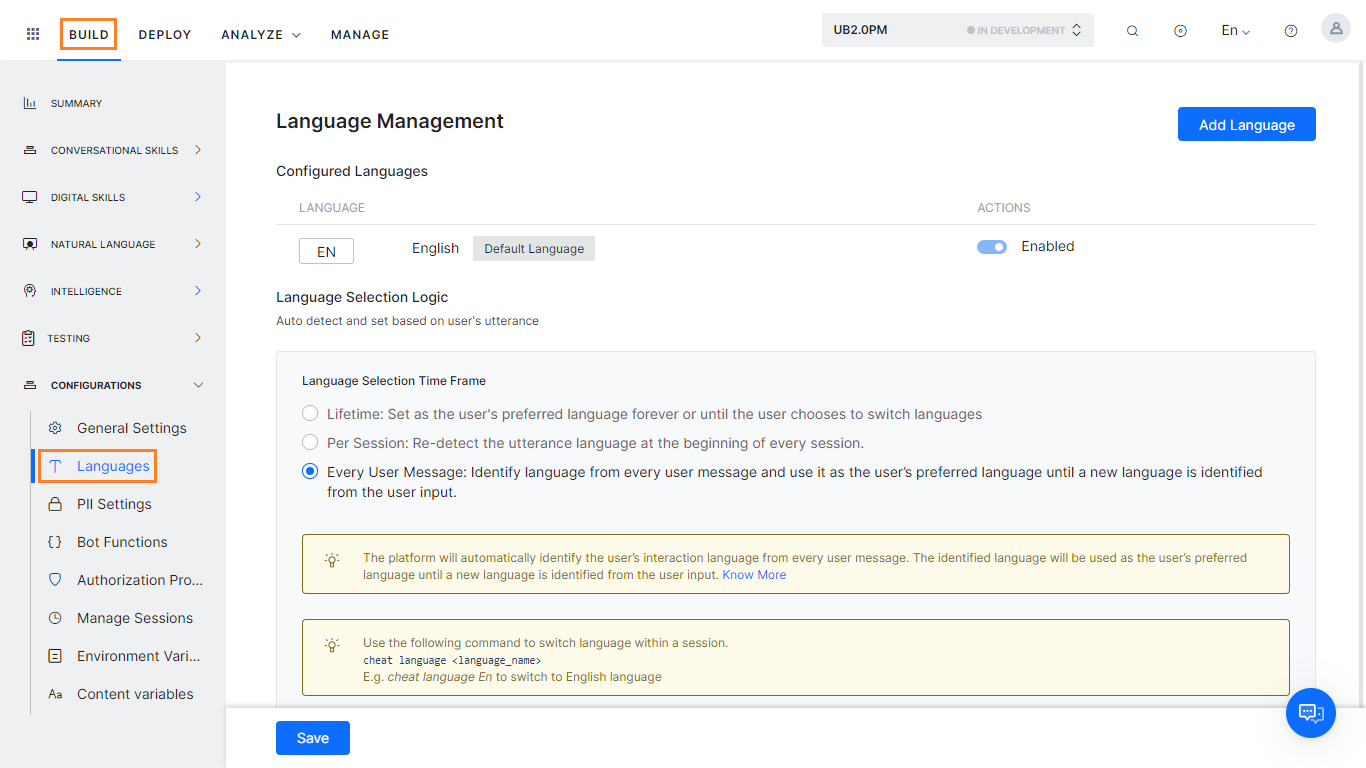 BUILD
DEPLOY
ANALYZE
MANAGE
UB2.0PM
IN DEVELOPMENT
En
SUMMARY
CONVERSATIONAL SKILLS
DIGITAL SKILLS
NATURAL LANGUAGE
INTELLIGENCE
TESTING
CONFIGURATIONS
General Settings
Languages
PII Settings
Bot Functions
Authorization Pro...
Manage Sessions
Environment Vari...
Aa Content variables
Language Management
Add Language
Configured Languages
LANGUAGE
ACTIONS
EN
English
Default Language
Enabled
Language Selection Logic
Auto detect and set based on user's utterance
Language Selection Time Frame
Lifetime: Set as the user's preferred language forever or until the user chooses to switch languages
Per Session: Re-detect the utterance language at the beginning of every session.
Every User Message: Identify language from every user message and use it as the user's preferred language until a new language is identified
from the user input.
The platform will automatically identify the user's interaction language from every user message. The identified language will be used as the user's preferred
language until a new language is identified from the user input. Know More
Use the following command to switch language within a session.
cheat language <language_name>
E.g. cheat language En to switch to English language
Save